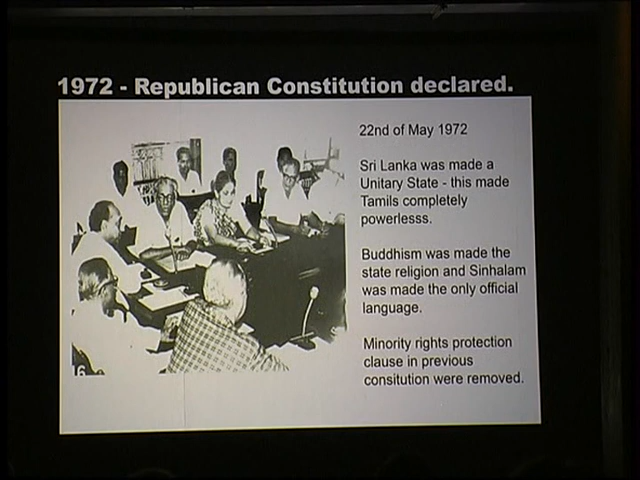 1972 - Republican Constitution declared.
22nd of May 1972
Sri Lanka was made a
Unitary State - this made
Tamils completely
powerlesss.
Buddhism was made the
state religion and Sinhalam
was made the only official
language.
Minority rights protection
clause in previous
consitution were removed.
6